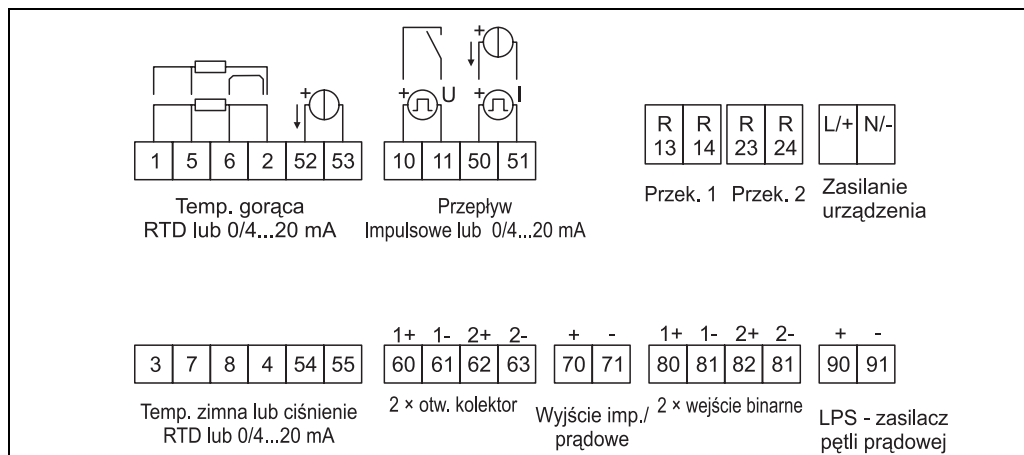 + +
+ + U + I
1 5 6 2 52 53 10 11 50 51 R 13 R 14 R 23 R 24 L/+ N/-
Temp. gorąca
RTD lub 0/4...20 mA
Przepływ
Impulsowe lub 0/4...20 mA
Przek. 1 Przek. 2
Zasilanie
urządzenia
1+ 1- 2+ 2- + - 1+ 1- 2+ 2- + -
3 7 8 4 54 55 60 61 62 63 70 71 80 81 82 81 90 91
Temp. zimna lub ciśnienie
RTD lub 0/4...20 mA
2 × otw. kolektor
Wyjście imp./
prądowe
2 × wejście binarne
LPS - zasilacz
pętli prądowej